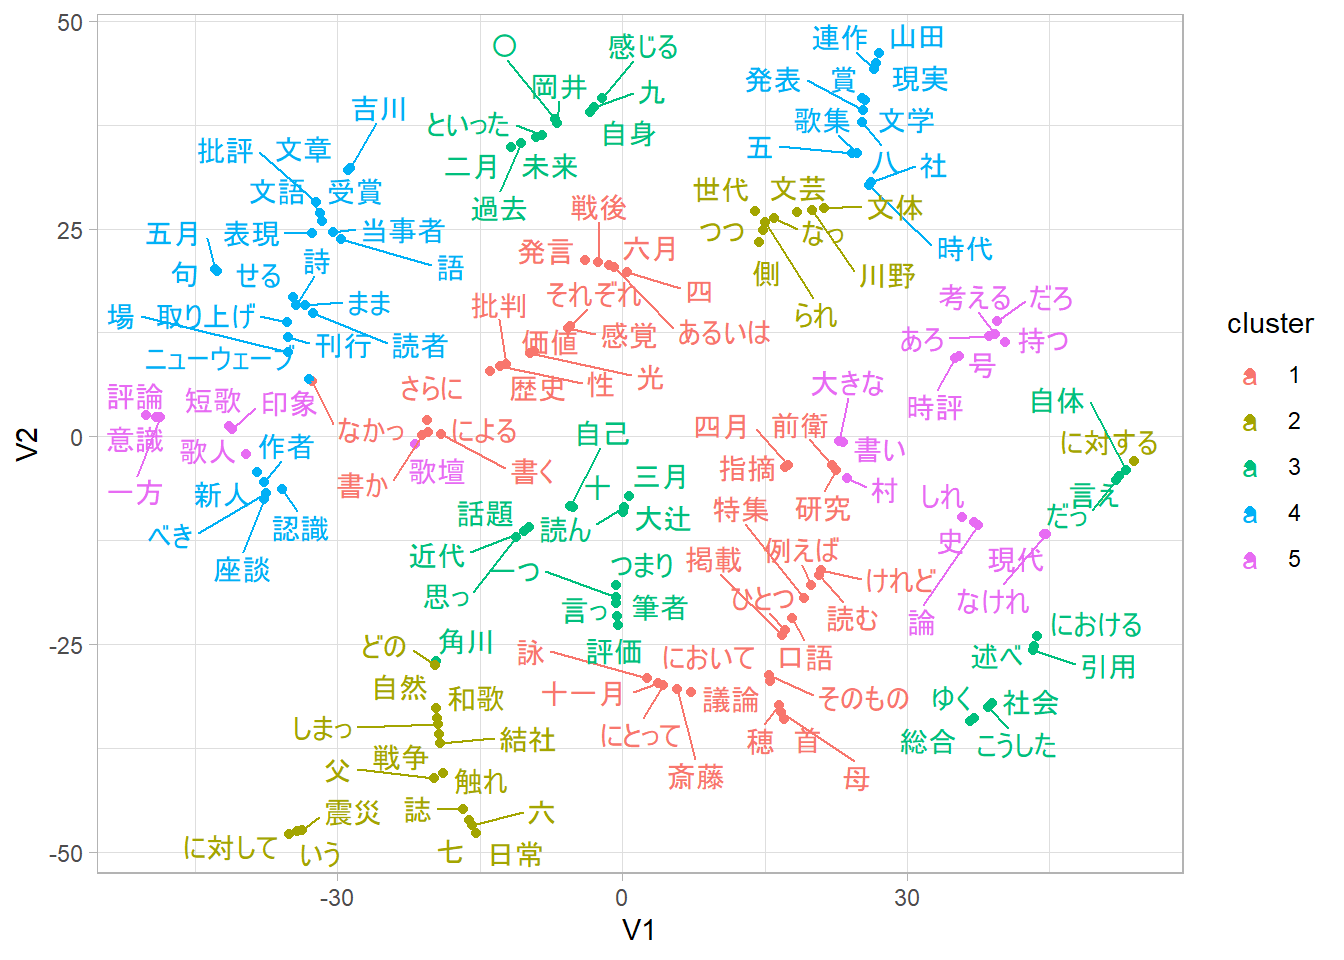 50
25
0
-25
-50
V2
-30
0
30
V1
cluster
a 1
a 2
a 3
a 4
a 5
○
感じる
岡井
九
といった
自身
二月
未来
過去
連作
山田
発表
賞
現実
歌集
文学
五
八
社
時代
吉川
批評
文章
文語
受賞
五月
表現
当事者
句
せる
詩
語
場
取り上げ
まま
ニューウェーブ
刊行
読者
世代
文芸
文体
つつ
なっ
側
川野
られ
戦後
発言
六月
それぞれ
四
批判
価値
感覚
あるいは
歴史
性
光
さらに
なかっ
による
書か
書く
歌壇
考える
だろ
あろ
持つ
号
大きな
時評
書い
村
評論
短歌
印象
意識
歌人
一方
作者
新人
べき
認識
座談
自己
十
三月
話題
読ん
大辻
近代
思っ
一つ
つまり
言っ
筆者
評価
四月
前衛
指摘
特集
研究
掲載
例えば
けれど
ひとつ
読む
口語
自体
に対する
言え
だっ
しれ
史
現代
なけれ
論
における
述べ
引用
ゆく
社会
総合
こうした
どの
角川
自然
和歌
しまっ
結社
戦争
父
触れ
誌
六
七
日常
震災
に対して
いう
詠
において
十一月
議論
そのもの
にとって
斎藤
穂
首
母